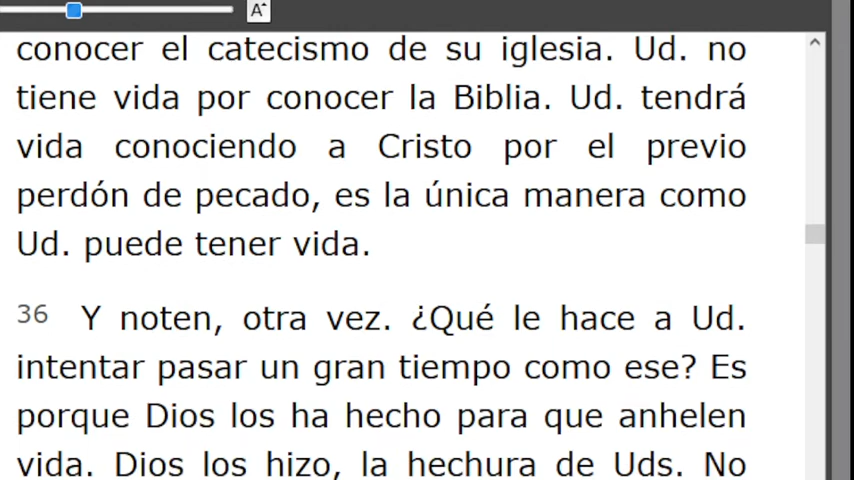 A
conocer el catecismo de su iglesia. Ud. no
tiene vida por conocer la Biblia. Ud. tendrá
vida conociendo a Cristo por el previo
perdón de pecado, es la única manera como
Ud. puede tener vida.
36 Y noten, otra vez. ¿Qué le hace a Ud.
intentar pasar un gran tiempo como ese? Es
porque Dios los ha hecho para que anhelen
vida. Dios los hizo, la hechura de Uds. No